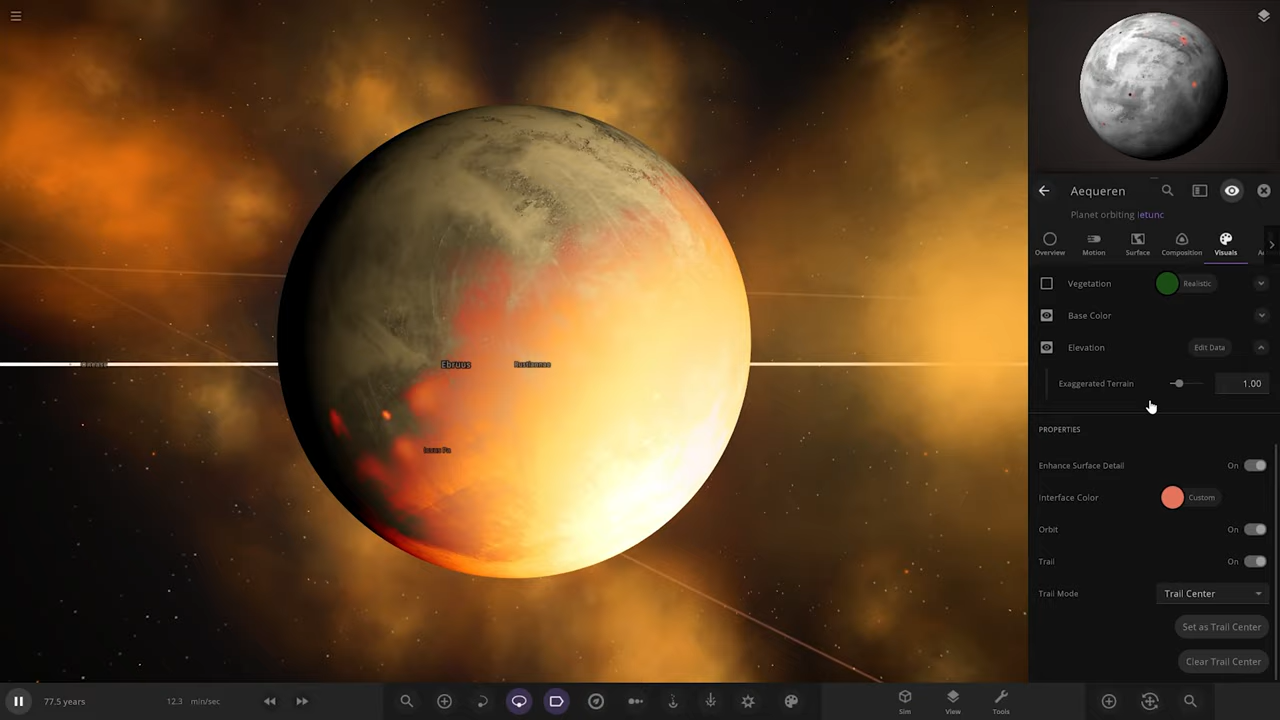 Aequeren
Planet orbiting Ietunc
Overview
Motion
Surface
Composition
Visuals
Vegetation
Realistic
Base Color
Elevation
Edit Data
Exaggerated Terrain
1.00
PROPERTIES
Enhance Surface Detail
On
Interface Color
Custom
Orbit
On
Trail
On
Trail Mode
Trail Center
Set as Trail Center
Clear Trail Center
Ebruus
77.5 years
12.3 min/sec
Sim
View
Tools